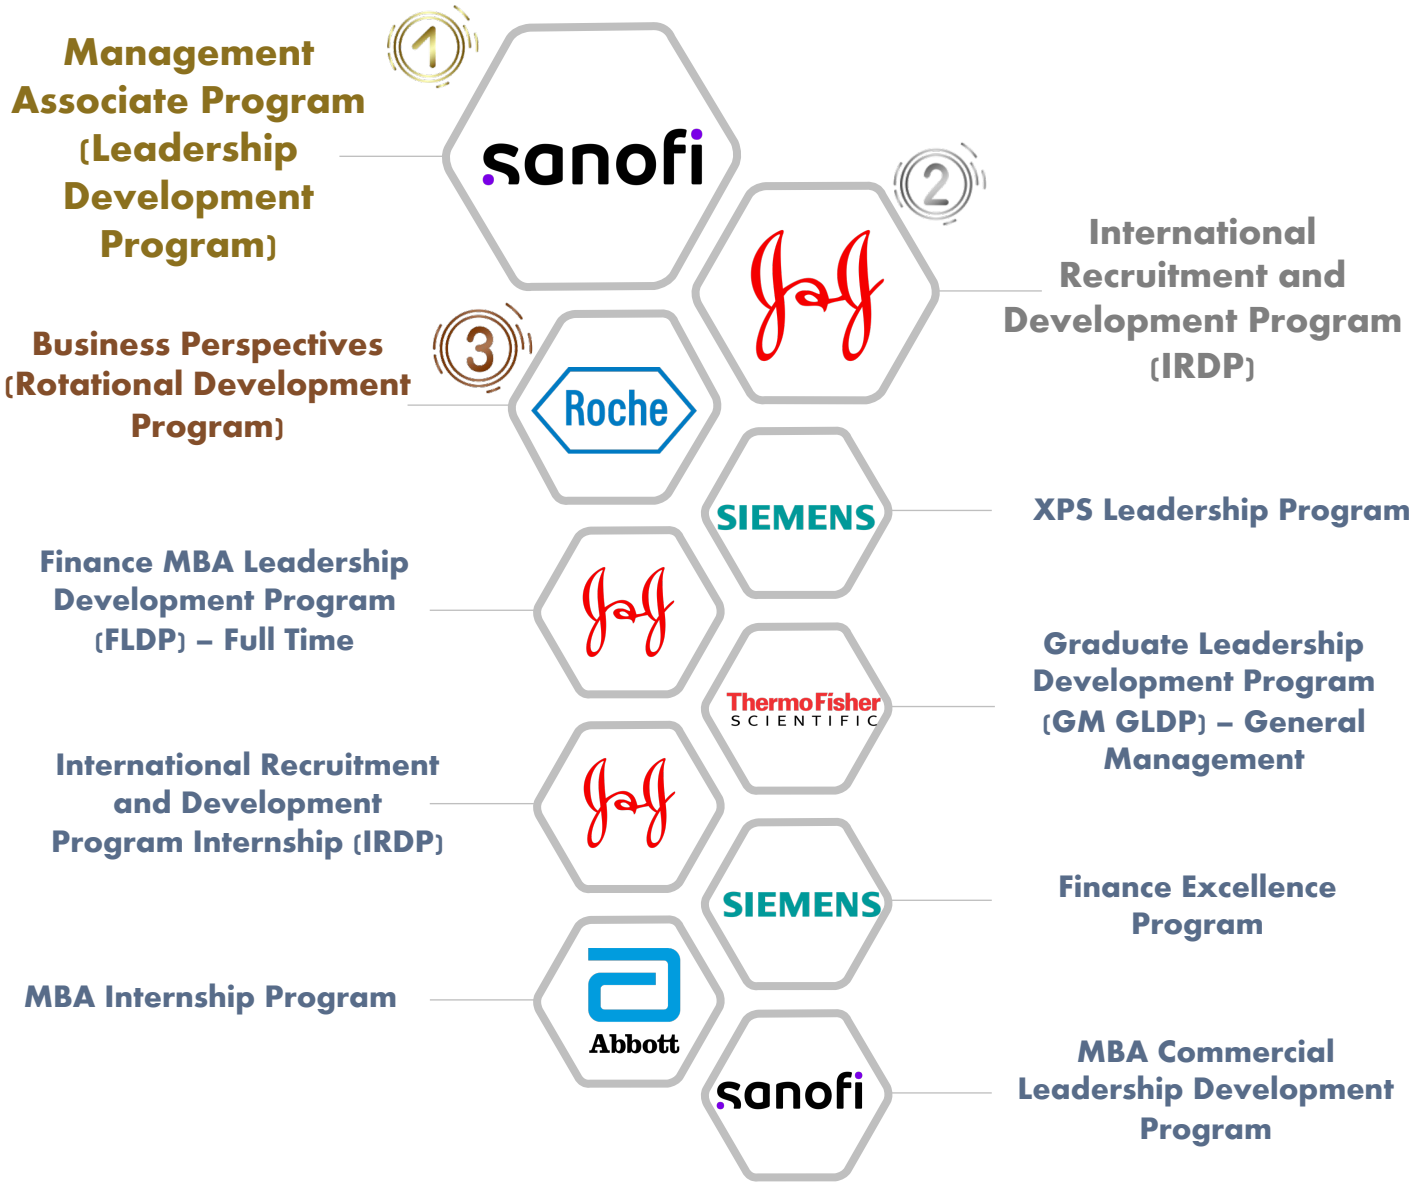 1
Management
Associate Program
(Leadership
Development
Program)
sanofi
2
J&J
International
Recruitment and
Development Program
(IRDP)
3
Business Perspectives
(Rotational Development
Program)
Roche
SIEMENS
XPS Leadership Program
Finance MBA Leadership
Development Program
(FLDP) – Full Time
J&J
ThermoFisher
SCIENTIFIC
Graduate Leadership
Development Program
(GM GLDP) – General
Management
International Recruitment
and Development
Program Internship (IRDP)
J&J
SIEMENS
Finance Excellence
Program
MBA Internship Program
Abbott
sanofi
MBA Commercial
Leadership Development
Program